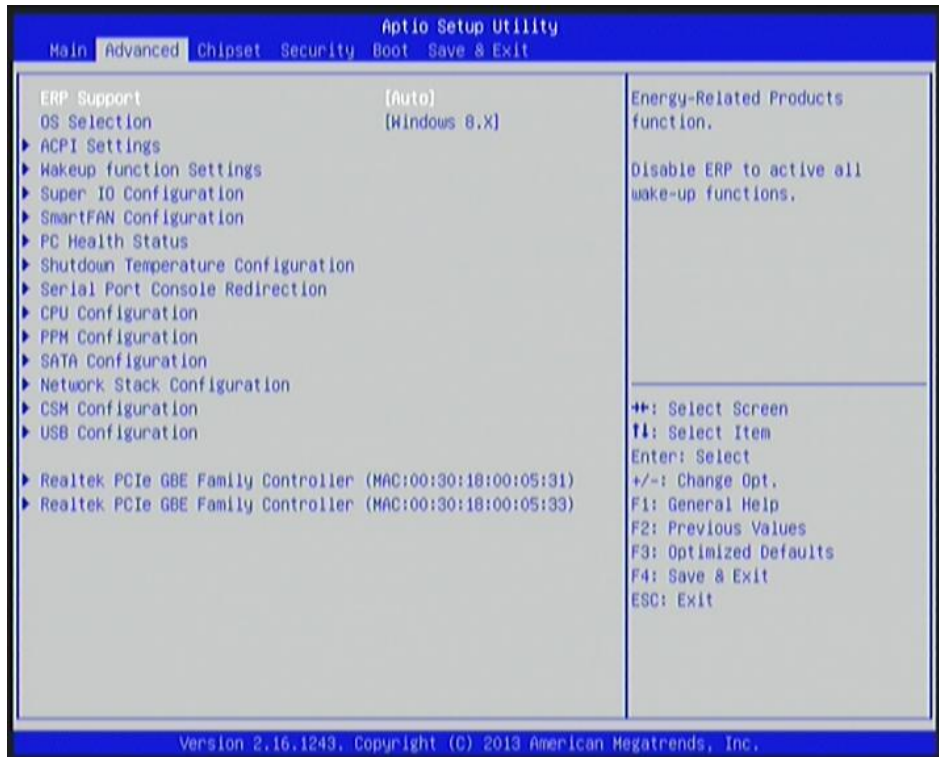 Aptio Setup Utility
Main Advanced Chipset Security Boot Save & Exit
ERP Support [Auto]
OS Selection [Windows 8.X]
ACPI Settings
Wakeup function Settings
Super IO Configuration
SmartFAN Configuration
PC Health Status
Shutdown Temperature Configuration
Serial Port Console Redirection
CPU Configuration
PPM Configuration
SATA Configuration
Network Stack Configuration
CSM Configuration
USB Configuration
Realtek PCIe GBE Family Controller (MAC:00:30:18:00:05:31)
Realtek PCIe GBE Family Controller (MAC:00:30:18:00:05:33)
Energy-Related Products
function.
Disable ERP to active all
wake-up functions.
→←: Select Screen
↑↓: Select Item
Enter: Select
+/-: Change Opt.
F1: General Help
F2: Previous Values
F3: Optimized Defaults
F4: Save & Exit
ESC: Exit
Version 2.16.1243. Copyright (C) 2013 American Megatrends, Inc.